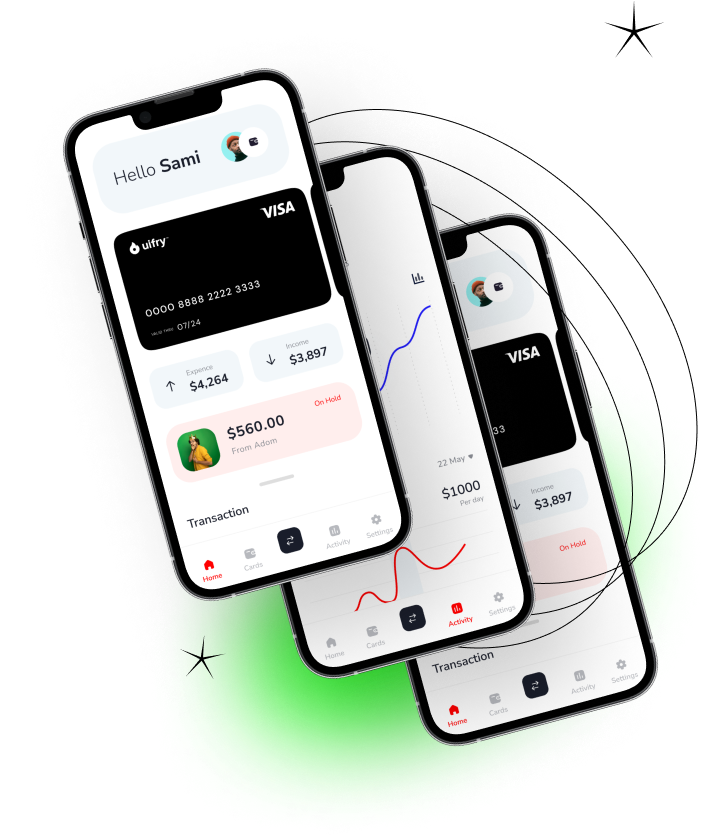 Hello Sami
VISA
uifry
0000 8888 2222 3333
VALID THRU 07/24
Expence
$4,264
Income
$3,897
$560.00
From Adom
On Hold
Transaction
Home
Cards
Activity
Settings
22 May
$1000
Per day
Home
Cards
Activity
Settings
VISA
33
Income
$3,897
On Hold
Transaction
Home
Cards
Activity
Settings